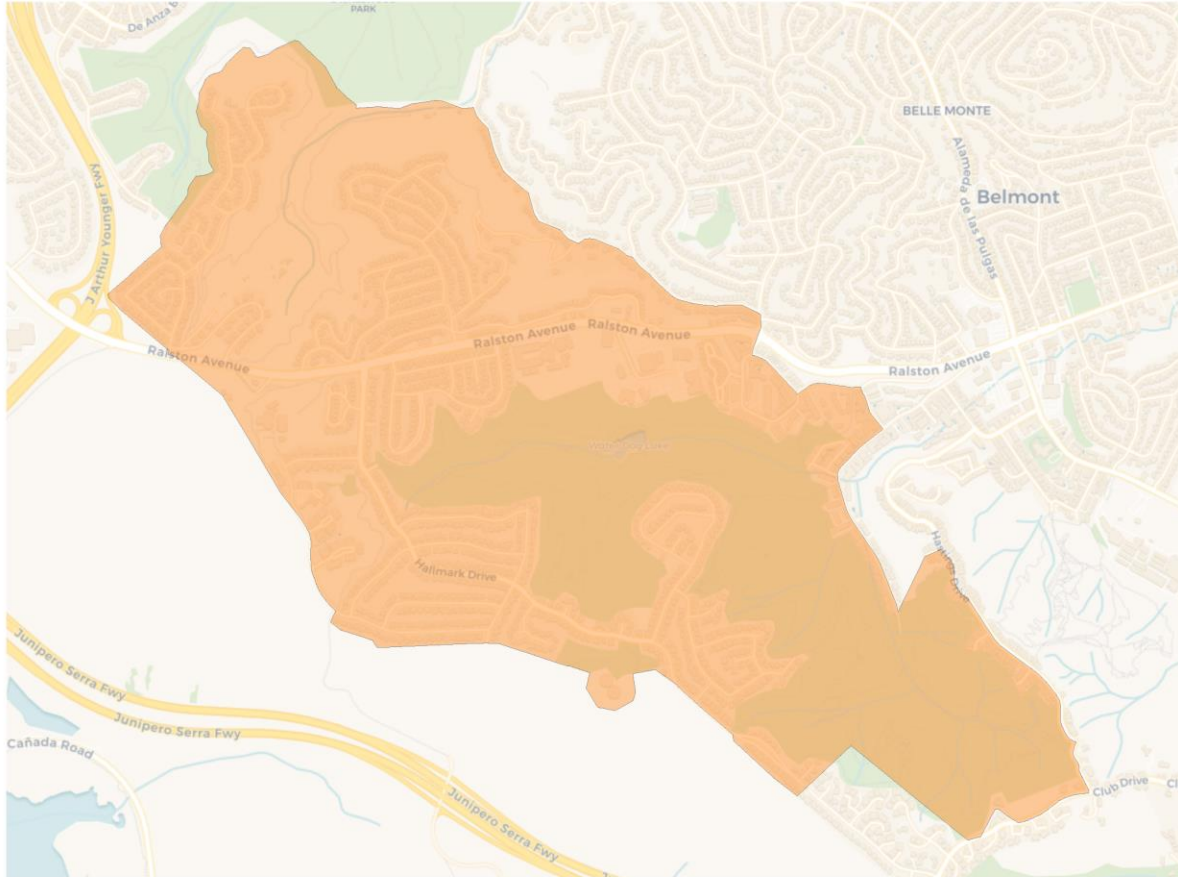 PARK
De Anza B
BELLE MONTE
J Arthur Younger Fwy
Alameda de las Pulgas
Belmont
Ralston Avenue
Ralston Avenue
Ralston Avenue
Ralston Avenue
Hallmark Drive
Junipero Serra Fwy
Junipero Serra Fwy
Cañada Road
Junipero Serra Fwy
Club Drive
Cl